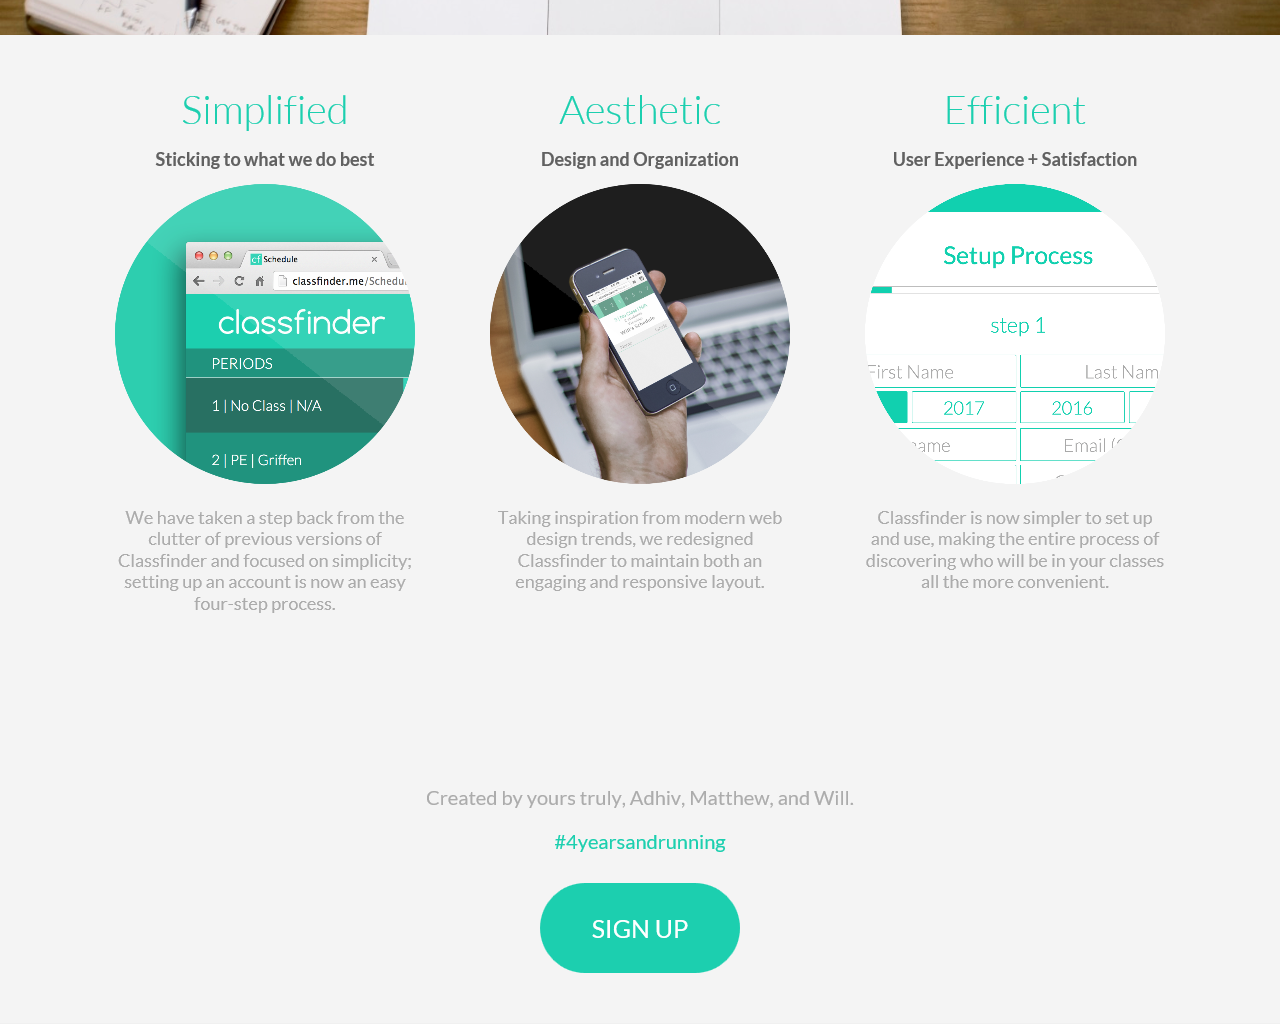 Simplified
Aesthetic
Efficient
Sticking to what we do best
Design and Organization
User Experience + Satisfaction
Schedule
classfinder.me/Schedu
classfinder
PERIODS
1 | No Class | N/A
2 | PE | Griffen
Setup Process
step 1
First Name
Last Nam
2017
2016
name
Email (
We have taken a step back from the
clutter of previous versions of
Classfinder and focused on simplicity;
setting up an account is now an easy
four-step process.
Taking inspiration from modern web
design trends, we redesigned
Classfinder to maintain both an
engaging and responsive layout.
Classfinder is now simpler to set up
and use, making the entire process of
discovering who will be in your classes
all the more convenient.
Created by yours truly, Adhiv, Matthew, and Will.
#4yearsandrunning
SIGN UP